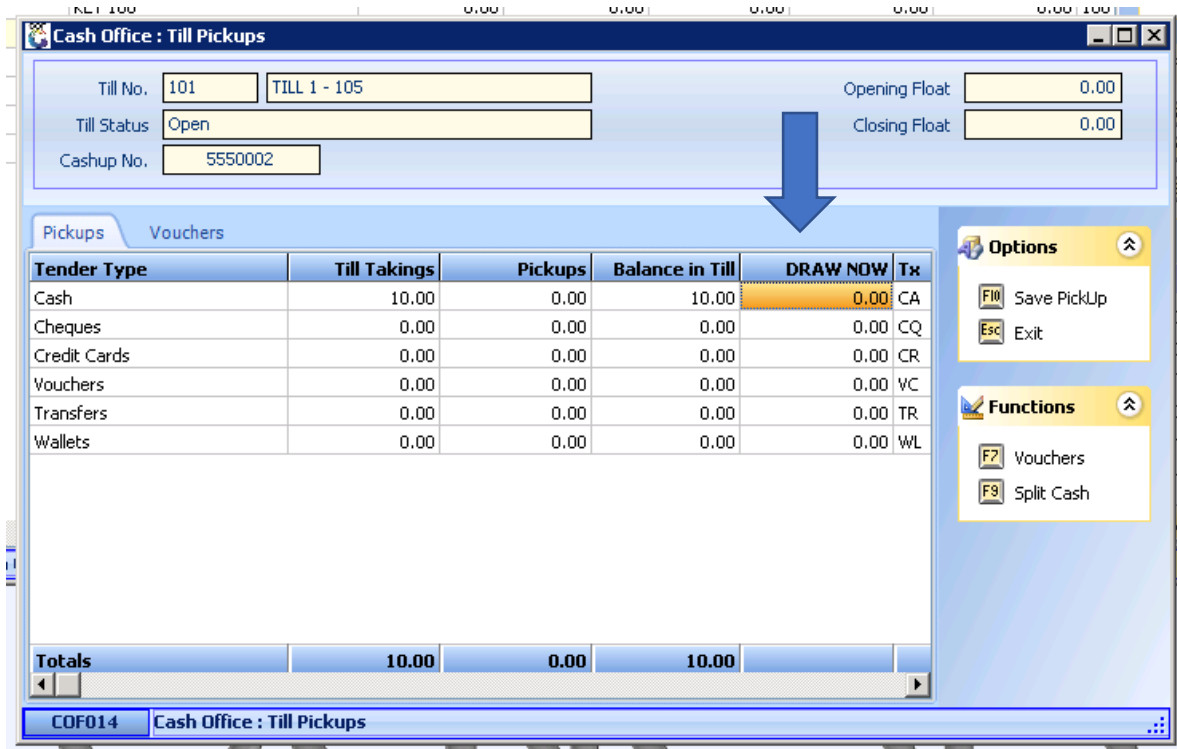 Cash Office : Till Pickups
Till No. 101 TILL 1 - 105 Opening Float 0.00
Till Status Open Closing Float 0.00
Cashup No. 5550002
Pickups Vouchers
Tender Type Till Takings Pickups Balance in Till DRAW NOW Tx
Cash 10.00 0.00 10.00 0.00 CA
Cheques 0.00 0.00 0.00 0.00 CQ
Credit Cards 0.00 0.00 0.00 0.00 CR
Vouchers 0.00 0.00 0.00 0.00 VC
Transfers 0.00 0.00 0.00 0.00 TR
Wallets 0.00 0.00 0.00 0.00 WL
Totals 10.00 0.00 10.00
Options
F10 Save PickUp
Esc Exit
Functions
F7 Vouchers
F9 Split Cash
COF014 Cash Office : Till Pickups